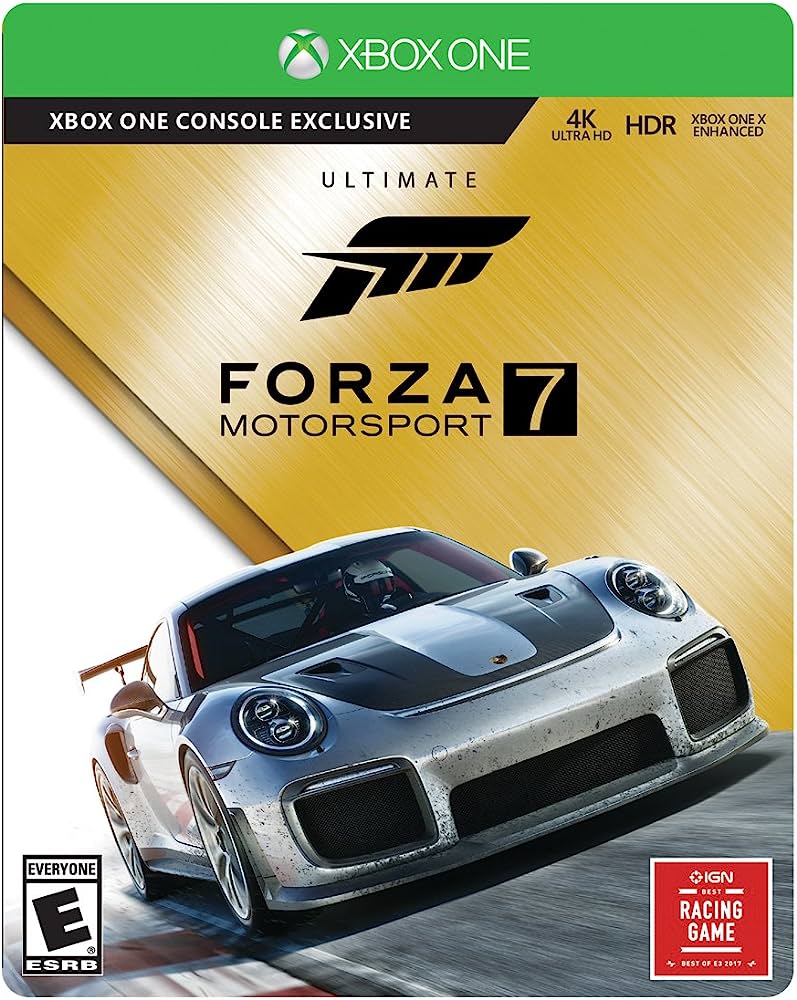 XBOX ONE
XBOX ONE CONSOLE EXCLUSIVE
4K
ULTRA HD
HDR
XBOX ONE X
ENHANCED
ULTIMATE
FORZA
MOTORSPORT 7
EVERYONE
E
ESRB
IGN
BEST
RACING
GAME
BEST OF E3 2017